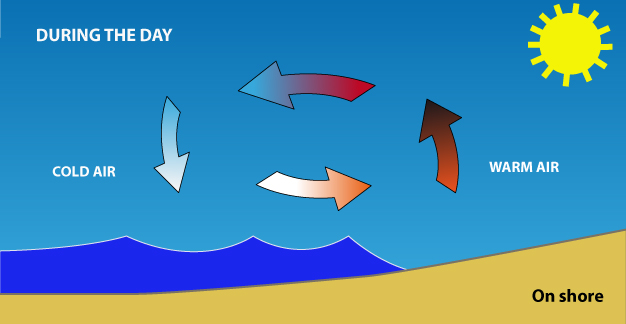 DURING THE DAY
COLD AIR
WARM AIR
On shore